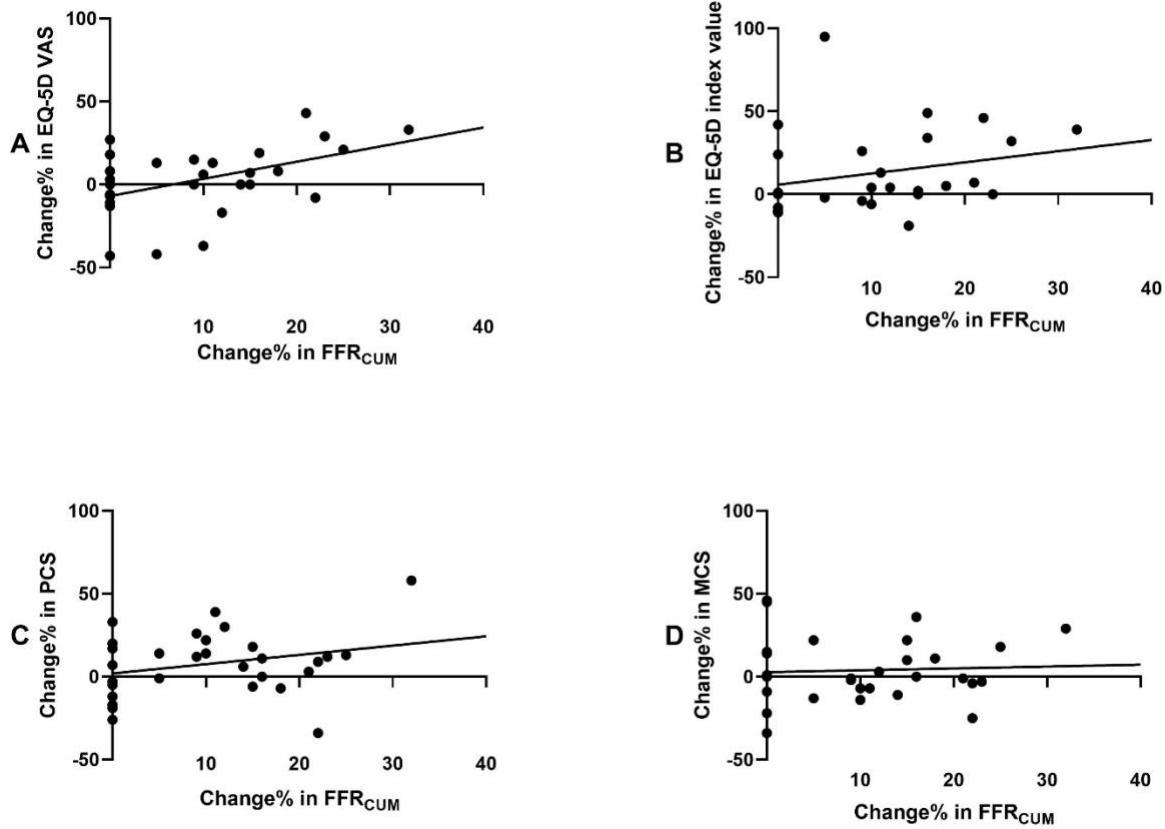 A
Change% in EQ-5D VAS
100
50
0
-50
10 20 30 40
Change% in FFRCUM
B
Change% in EQ-5D index value
100
50
0
-50
10 20 30 40
Change% in FFRCUM
C
Change% in PCS
100
50
0
-50
10 20 30 40
Change% in FFRCUM
D
Change% in MCS
100
50
0
-50
10 20 30 40
Change% in FFRCUM